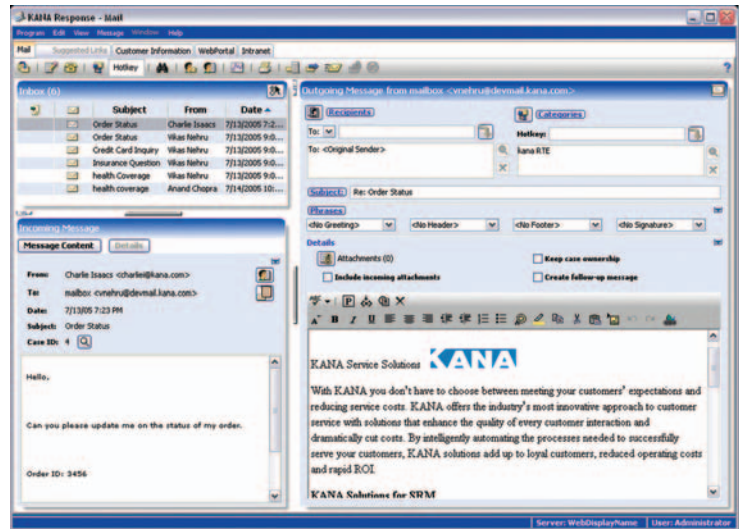 KANA Response - Mail
Program Edit View Message Window Help
Mail Suggested Links Customer Information WebPortal Intranet
Hotkey
Inbox (6)
Subject From Date
Order Status Charlie Isaacs 7/13/2005 7:2...
Order Status Vikas Nehru 7/13/2005 9:0...
Credit Card Inquiry Vikas Nehru 7/13/2005 9:0...
Insurance Question Vikas Nehru 7/13/2005 9:0...
health Coverage Vikas Nehru 7/13/2005 9:0...
health coverage Anand Chopra 7/14/2005 10:...
Incoming Message
Message Content Details
From: Charlie Isaacs <charlei@kana.com>
To: mailbox <vnehru@devmail.kana.com>
Date: 7/13/05 7:23 PM
Subject: Order Status
Case ID: 4
Hello,
Can you please update me on the status of my order.
Order ID: 3456
Outgoing Message from mailbox <vnehru@devmail.kana.com>
Recipients Categories
To: Hotkey:
To: <Original Sender> kana RTE
Subject: Re: Order Status
Phrases
<No Greeting> <No Header> <No Footer> <No Signature>
Details
Attachments (0) Keep case ownership
Include incoming attachments Create follow-up message
A B I U
KANA Service Solutions KANA
With KANA you don't have to choose between meeting your customers' expectations and
reducing service costs. KANA offers the industry's most innovative approach to customer
service with solutions that enhance the quality of every customer interaction and
dramatically cut costs. By intelligently automating the processes needed to successfully
serve your customers, KANA solutions add up to loyal customers, reduced operating costs
and rapid ROI.
KANA Solutions for SRM
Server: WebDisplayName User: Administrator